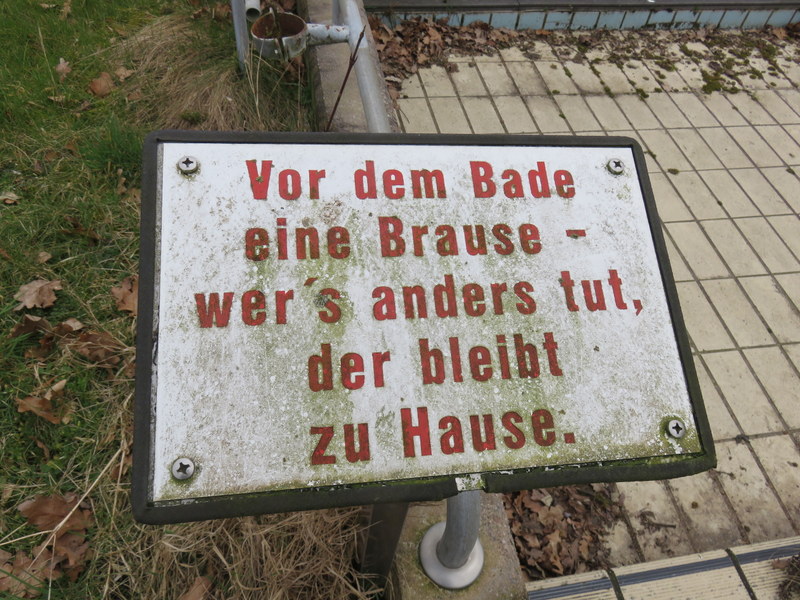 Vor dem Bade
eine Brause -
wer's anders tut,
der bleibt
zu Hause.